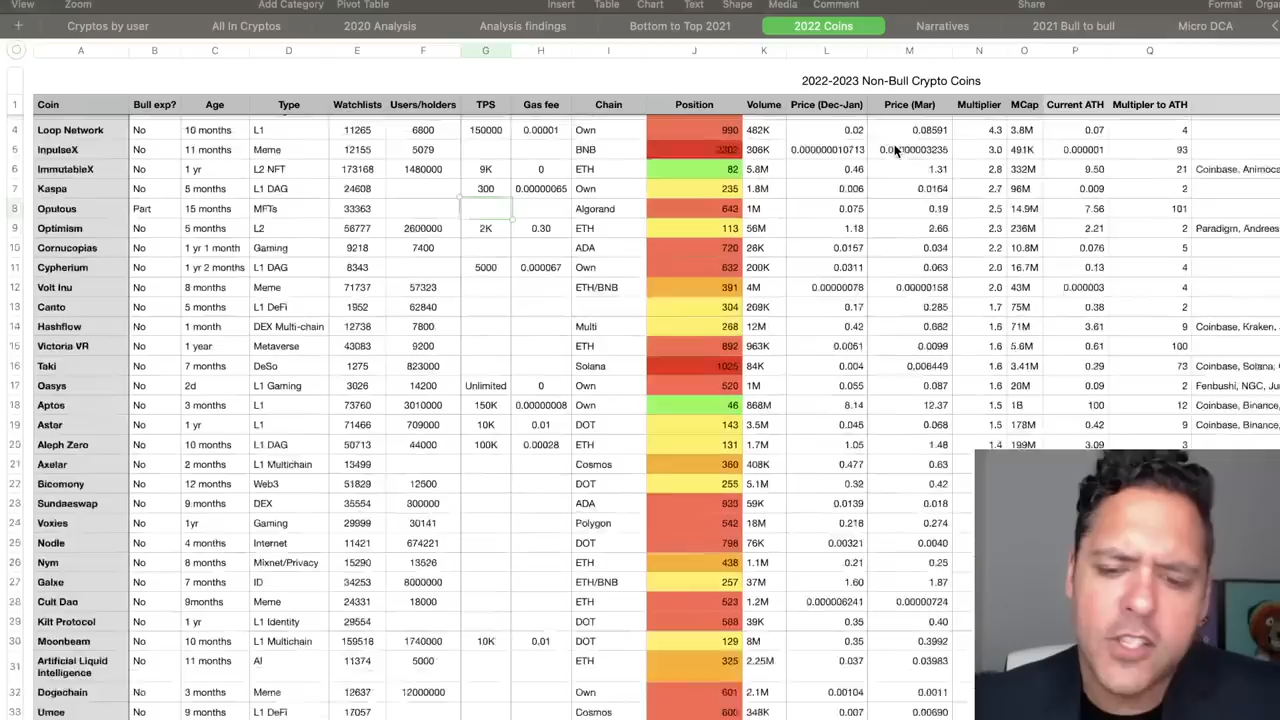 View Zoom Add Category Pivot Table Insert Table Chart Text Shape Media Comment Share Format
+ Cryptos by user All In Cryptos 2020 Analysis Analysis findings Bottom to Top 2021 2022 Coins Narratives 2021 Bull to bull Micro DCA
A B C D E F G H I J K L M N O P Q
2022-2023 Non-Bull Crypto Coins
1 Coin Bull exp? Age Type Watchlists Users/holders TPS Gas fee Chain Position Volume Price (Dec-Jan) Price (Mar) Multiplier MCap Current ATH Multipler to ATH
4 Loop Network No 10 months L1 11265 6800 150000 0.00001 Own 990 482K 0.02 0.08591 4.3 3.8M 0.07 4
5 InpulseX No 11 months Meme 12155 5079 BNB 2302 306K 0.000000010713 3.0 491K 0.000001 93
6 ImmutableX No 1 yr L2 NFT 173168 1480000 9K 0 ETH 82 5.8M 0.46 1.31 2.8 332M 9.50 21 Coinbase, Animoca
7 Kaspa No 5 months L1 DAG 24608 300 0.00000065 Own 235 1.8M 0.006 0.0164 2.7 96M 0.009 2
8 Opulous Part 15 months MFTs 33363 Algorand 642 1M 0.075 0.19 2.5 14.9M 7.56 101
9 Optimism No 5 months L2 56777 2600000 2K 0.30 ETH 113 56M 1.18 2.66 2.3 236M 2.21 2 Paradigm, Andrees
10 Cornucopias No 1 yr 1 month Gaming 9218 7400 ADA 720 28K 0.0157 0.034 2.2 10.8M 0.076 5
11 Cypherium No 1 yr 2 months L1 DAG 8343 5000 0.000067 Own 632 200K 0.0311 0.063 2.0 16.7M 0.13 4
12 Volt Inu No 8 months Meme 71737 57323 ETH/BNB 391 4M 0.00000078 0.00000158 2.0 43M 0.000003 4
13 Canto No 5 months L1 DeFi 1952 62840 304 209K 0.17 0.285 1.7 75M 0.38 2
14 Hashflow No 1 month DEX Multi-chain 12736 7800 Multi 268 12M 0.42 0.682 1.6 71M 3.61 9 Coinbase, Kraken,
15 Victoria VR No 1 year Metaverse 43083 9200 ETH 892 963K 0.0061 0.0099 1.6 5.6M 0.61 100
16 Taki No 7 months DeSo 1275 823000 Solana 1025 84K 0.004 0.006449 1.6 3.41M 0.29 73 Coinbase, Solana,
17 Oasys No 2d L1 Gaming 3026 14200 Unlimited 0 Own 520 1M 0.055 0.087 1.6 20M 0.09 2 Fenbushi, NGC, Ju
18 Aptos No 3 months L1 73760 3010000 150K 0.00000008 Own 46 868M 8.14 12.37 1.5 1B 100 12 Coinbase, Binance,
19 Astar No 1 yr L1 71466 709000 10K 0.01 DOT 143 3.5M 0.045 0.068 1.5 178M 0.42 9 Coinbase, Binance,
20 Aleph Zero No 10 months L1 DAG 50713 44000 100K 0.00028 ETH 131 1.7M 1.05 1.48 1.4 199M 3.09 3
21 Axelar No 2 months L1 Multichain 13499 Cosmos 360 408K 0.477 0.63
Bicomony No 12 months Web3 51829 12500 DOT 255 5.1M 0.32 0.42
23 Sundaeswap No 9 months DEX 35554 300000 ADA 933 59K 0.0139 0.018
24 Voxies No 1yr Gaming 29999 30141 Polygon 542 18M 0.218 0.274
25 Nodle No 4 months Internet 11421 674221 DOT 798 76K 0.00321 0.0040
26 Nym No 8 months Mixnet/Privacy 15290 13526 ETH 438 1.1M 0.21 0.25
27 Galxe No 7 months ID 34253 8000000 ETH/BNB 257 37M 1.60 1.87
28 Cult Dao No 9months Meme 24331 18000 ETH 523 1.2M 0.000006241 0.00000724
29 Kilt Protocol No 1 yr L1 Identity 29554 DOT 588 39K 0.35 0.40
30 Moonbeam No 10 months L1 Multichain 159518 1740000 10K 0.01 DOT 129 8M 0.35 0.3992
31 Artificial Liquid Intelligence No 11 months AI 11374 5000 ETH 325 2.25M 0.037 0.03983
32 Dogechain No 3 months Meme 12637 12000000 Own 601 2.1M 0.00104 0.0011
33 Umee No 9 months L1 DeFi 17057 Cosmos 600 348K 0.007 0.00690